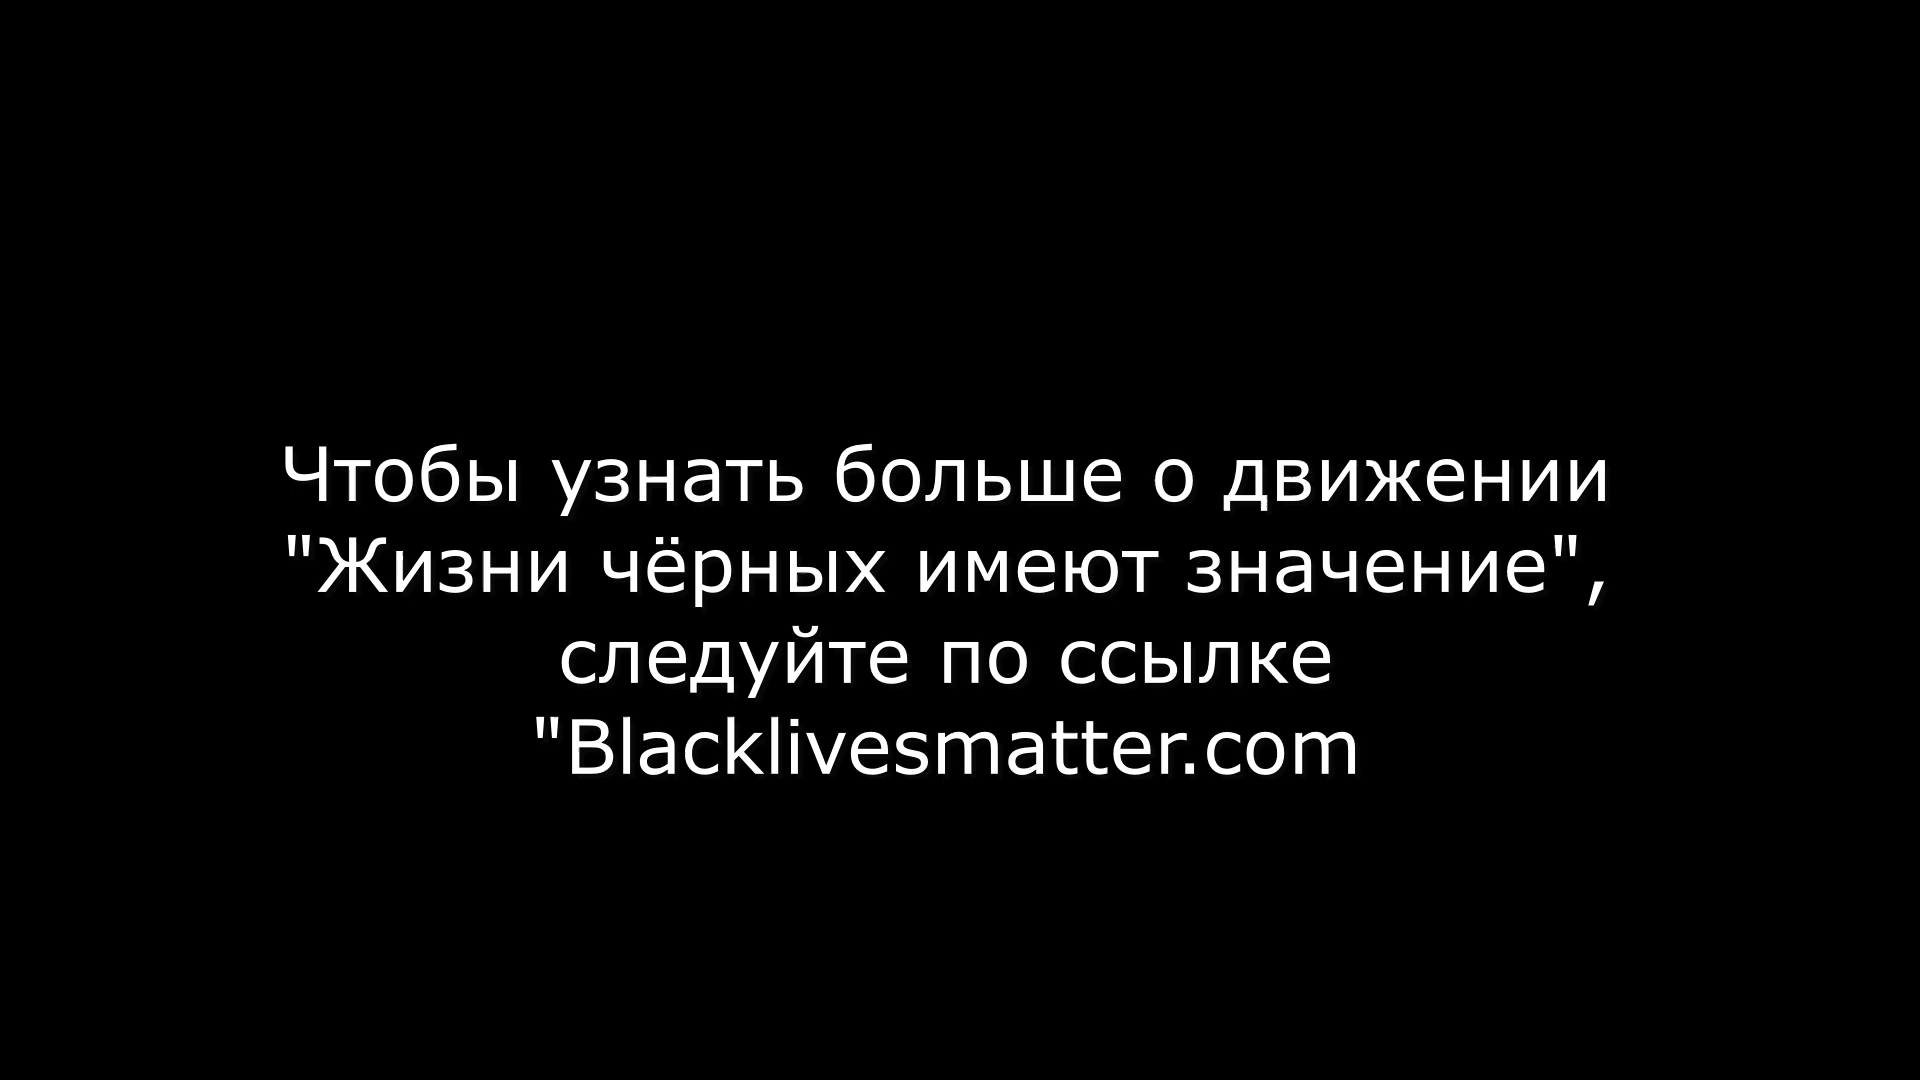 Чтобы узнать больше о движении
"Жизни чёрных имеют значение",
следуйте по ссылке
"Blacklivesmatter.com